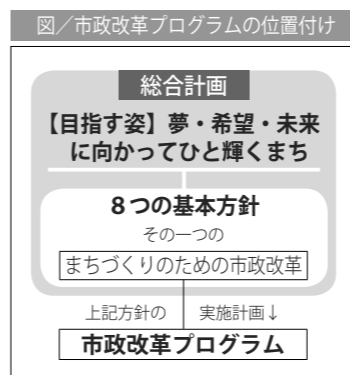 図／市政改革プログラムの位置付け
総合計画
【目指す姿】夢・希望・未来
に向かってひと輝くまち
８つの基本方針
その一つの
まちづくりのための市政改革
上記方針の 実施計画↓
市政改革プログラム